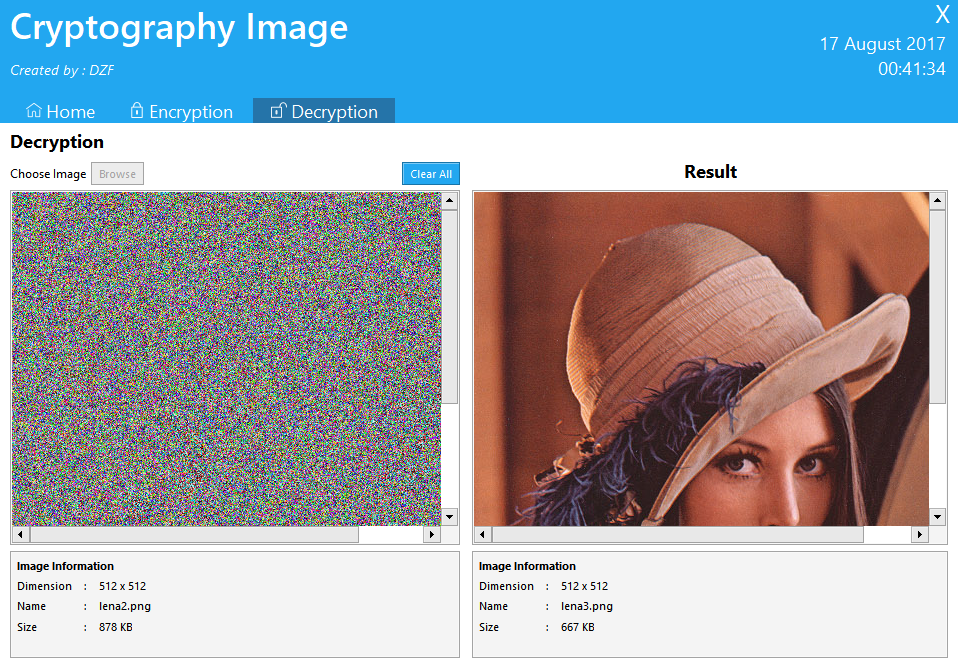 Cryptography Image
X
17 August 2017
Created by : DZF
00:41:34
Home Encryption Decryption
Decryption
Choose Image Browse Clear All
Result
Image Information
Dimension : 512 x 512
Name : lena2.png
Size : 878 KB
Image Information
Dimension : 512 x 512
Name : lena3.png
Size : 667 KB